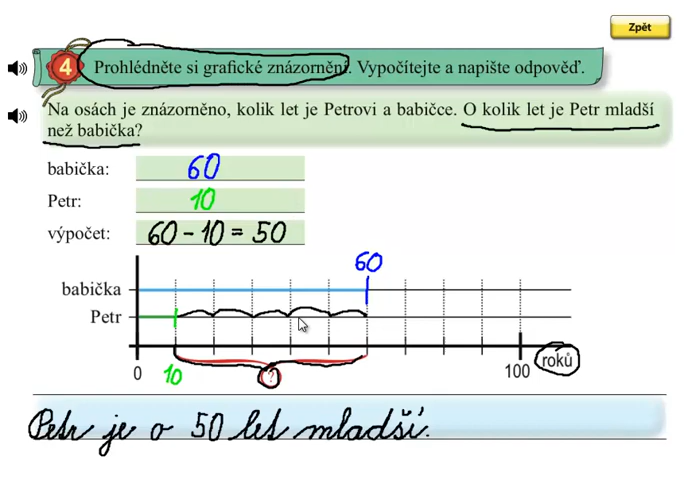 Zpět
4 Prohlédněte si grafické znázornění. Vypočítejte a napište odpověď.
Na osách je znázorněno, kolik let je Petrovi a babičce. O kolik let je Petr mladší
než babička?
babička: 60
Petr: 10
výpočet: 60 - 10 = 50
60
babička
Petr
0 10 ? 100 roků
Petr je o 50 let mladší.